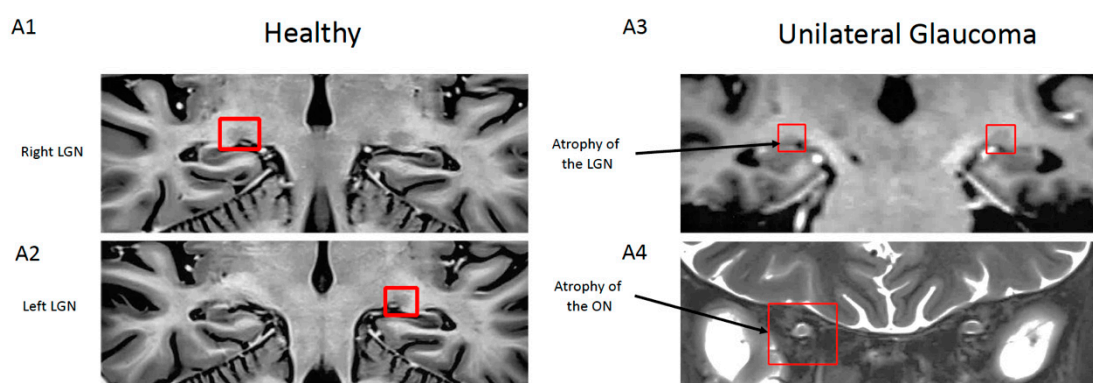 A1
Healthy
Right LGN
A2
Left LGN
A3
Unilateral Glaucoma
Atrophy of
the LGN
A4
Atrophy of
the ON